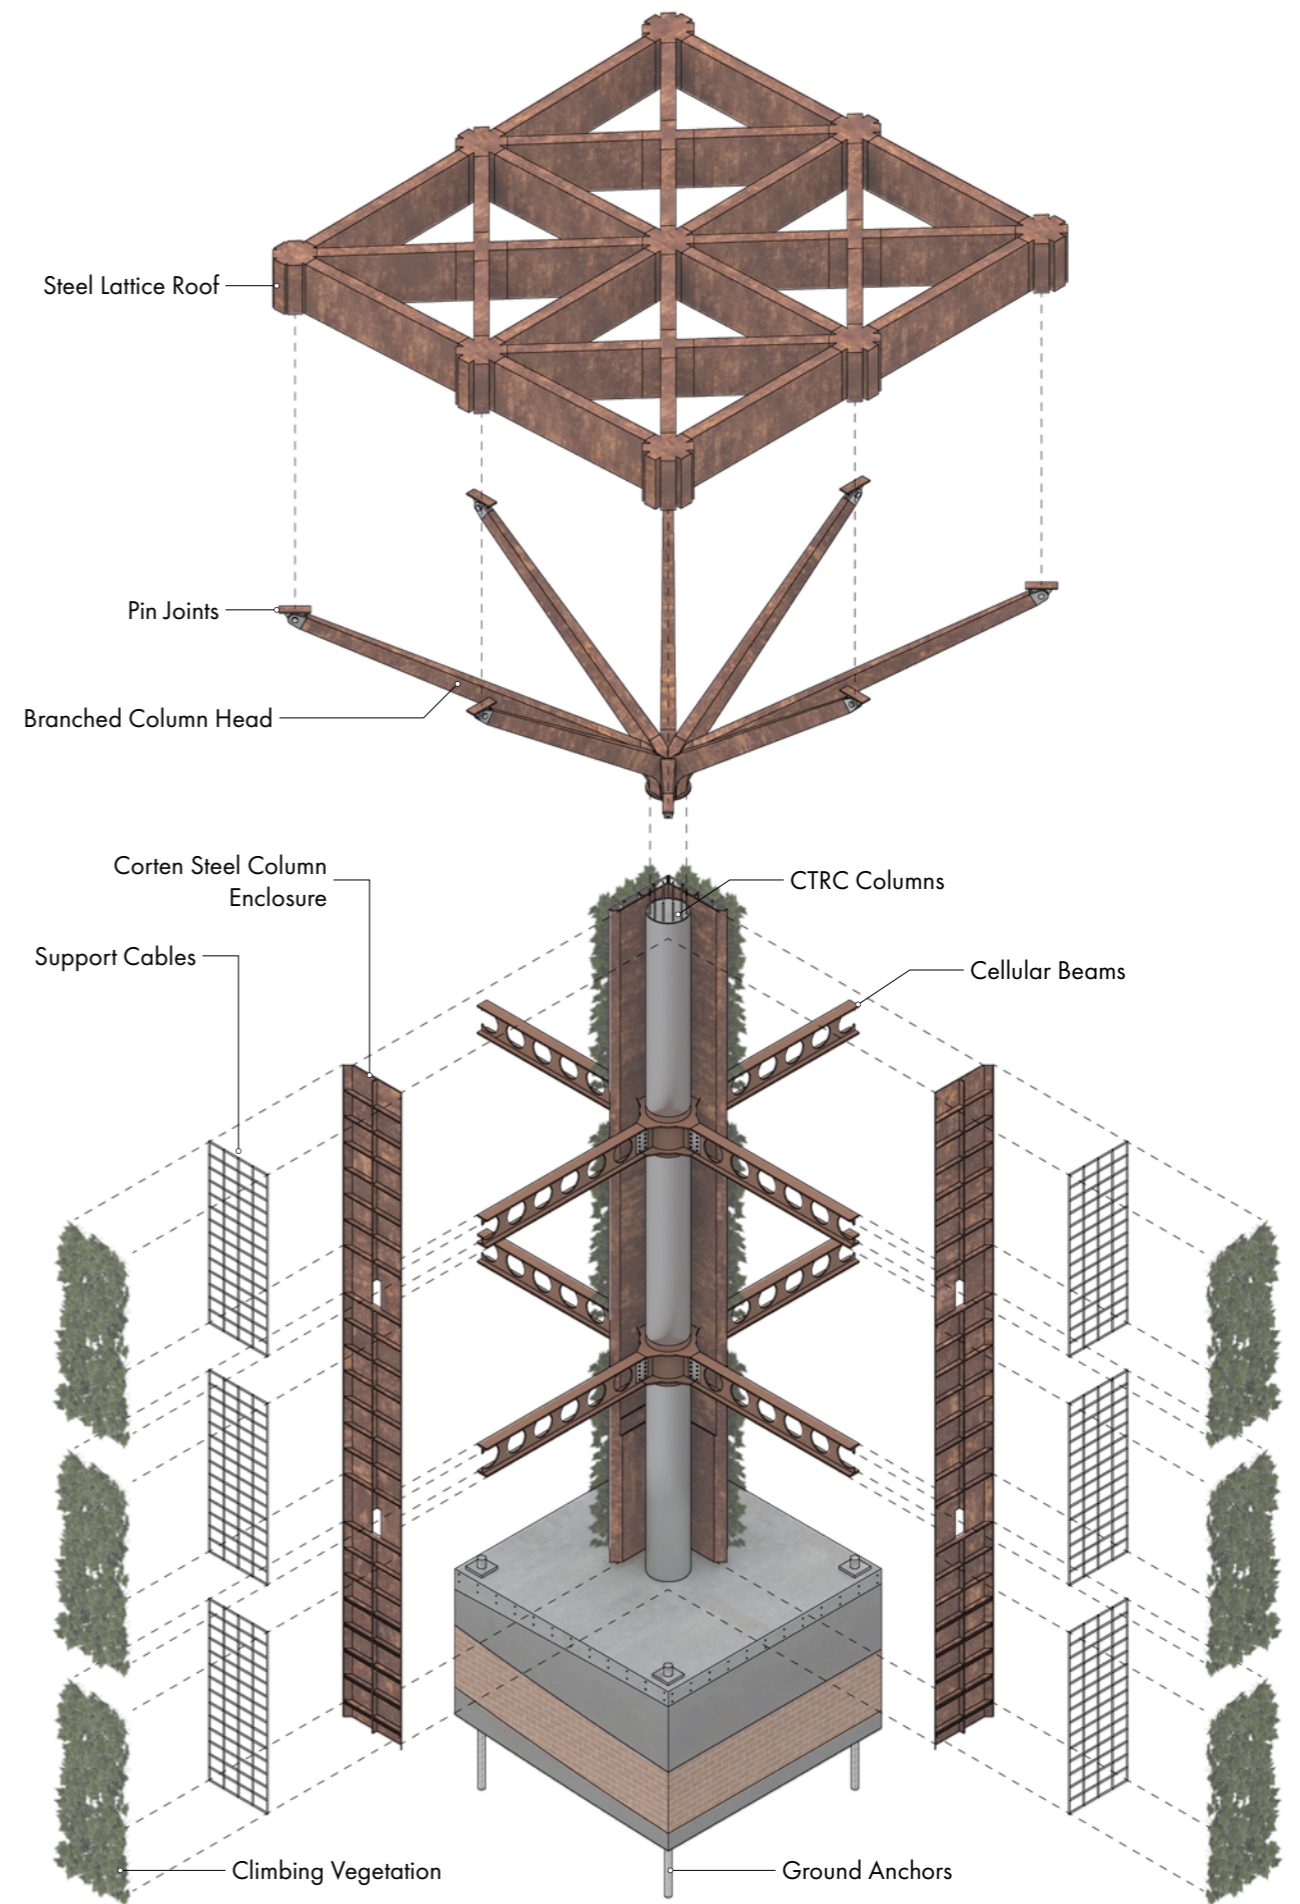 Steel Lattice Roof
Pin Joints
Branched Column Head
Corten Steel Column
Enclosure
CTRC Columns
Support Cables
Cellular Beams
Climbing Vegetation
Ground Anchors